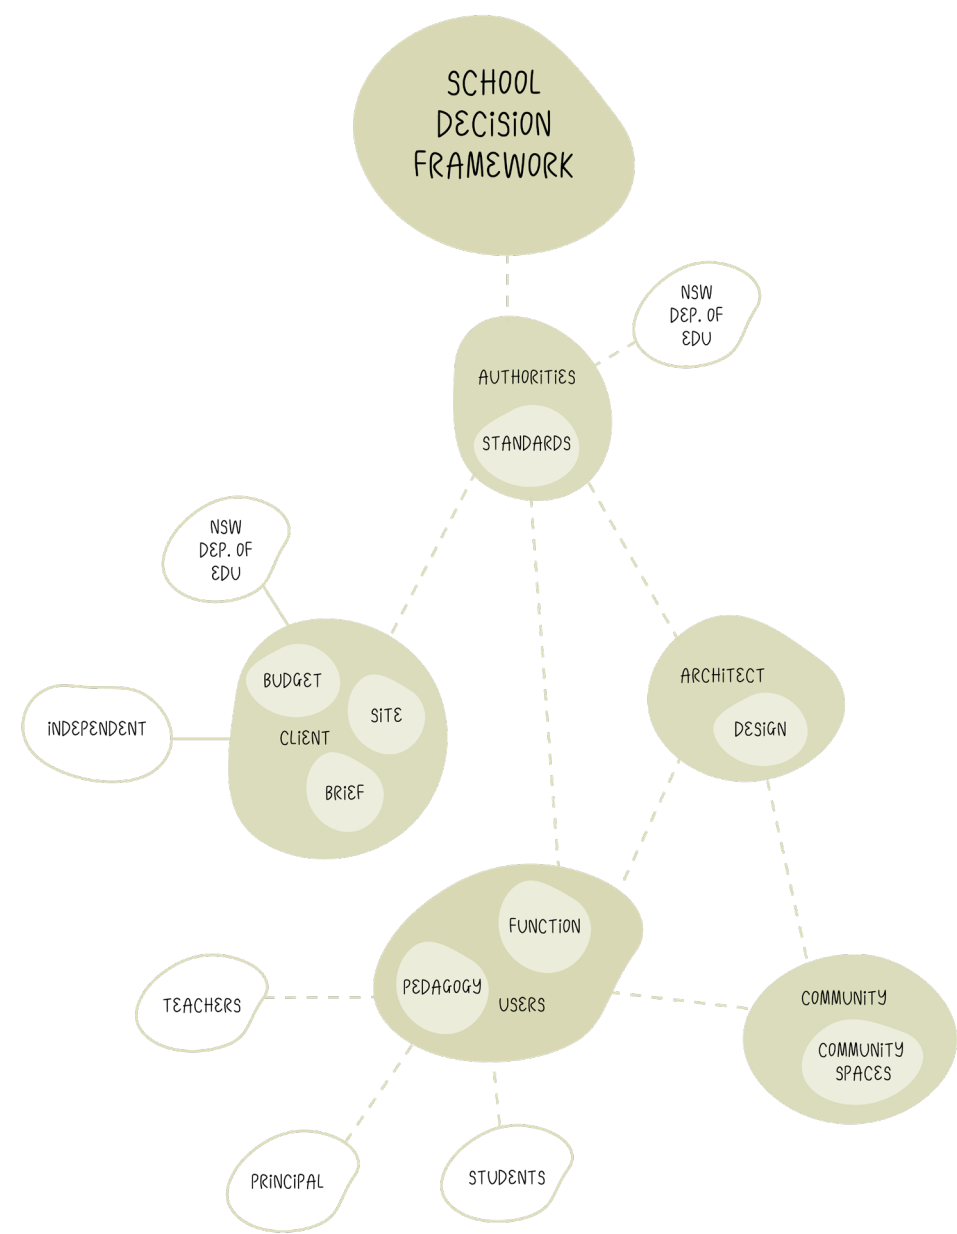 SCHOOL
DECISION
FRAMEWORK
NSW
DEP. OF
EDU
AUTHORITIES
STANDARDS
NSW
DEP. OF
EDU
BUDGET
SITE
CLIENT
BRIEF
INDEPENDENT
ARCHITECT
DESIGN
FUNCTION
PEDAGOGY
USERS
TEACHERS
COMMUNITY
COMMUNITY
SPACES
PRINCIPAL
STUDENTS